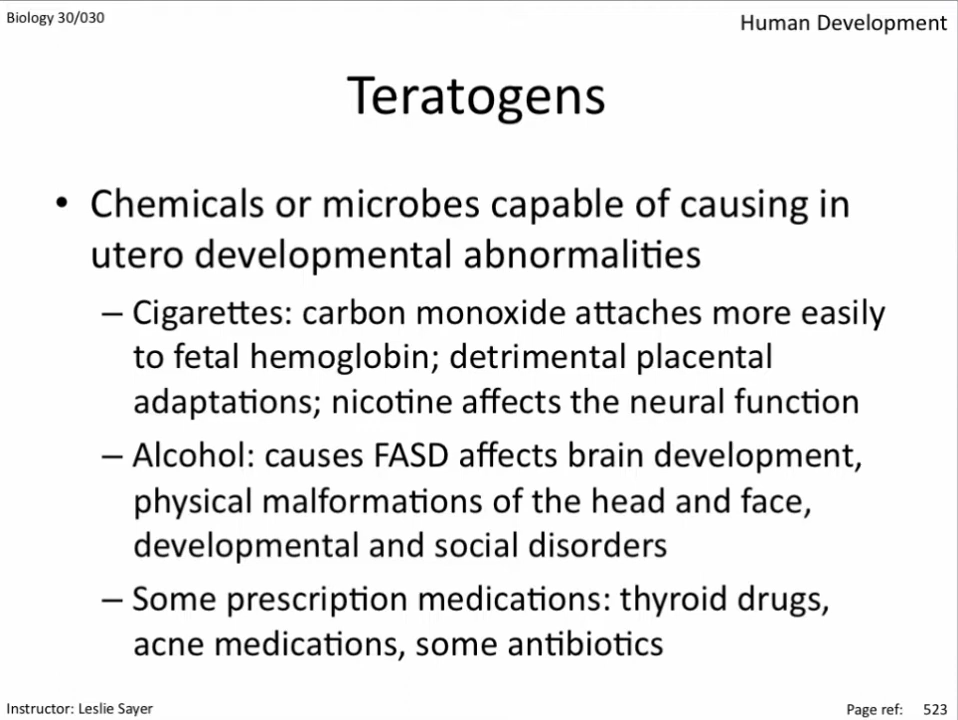 Biology 30/030
Human Development
Teratogens
• Chemicals or microbes capable of causing in
utero developmental abnormalities
– Cigarettes: carbon monoxide attaches more easily
to fetal hemoglobin; detrimental placental
adaptations; nicotine affects the neural function
– Alcohol: causes FASD affects brain development,
physical malformations of the head and face,
developmental and social disorders
– Some prescription medications: thyroid drugs,
acne medications, some antibiotics
Instructor: Leslie Sayer
Page ref: 523